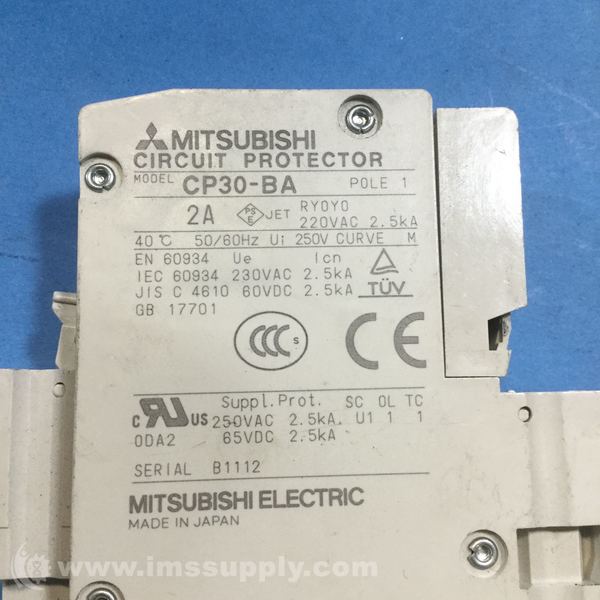 MITSUBISHI
CIRCUIT PROTECTOR
MODEL CP30-BA POLE 1
2A PS E JET RYOYO
220VAC 2.5kA
40℃ 50/60Hz Ui 250V CURVE M
EN 60934 Ue Icn
IEC 60934 230VAC 2.5kA
JIS C 4610 60VDC 2.5kA TÜV
GB 17701
CCC S CE
Suppl.Prot. SC OL TC
c RU US 250VAC 2.5kA. U1 1 1
ODA2 65VDC 2.5kA
SERIAL B1112
MITSUBISHI ELECTRIC
MADE IN JAPAN
© www.imssupply.com/